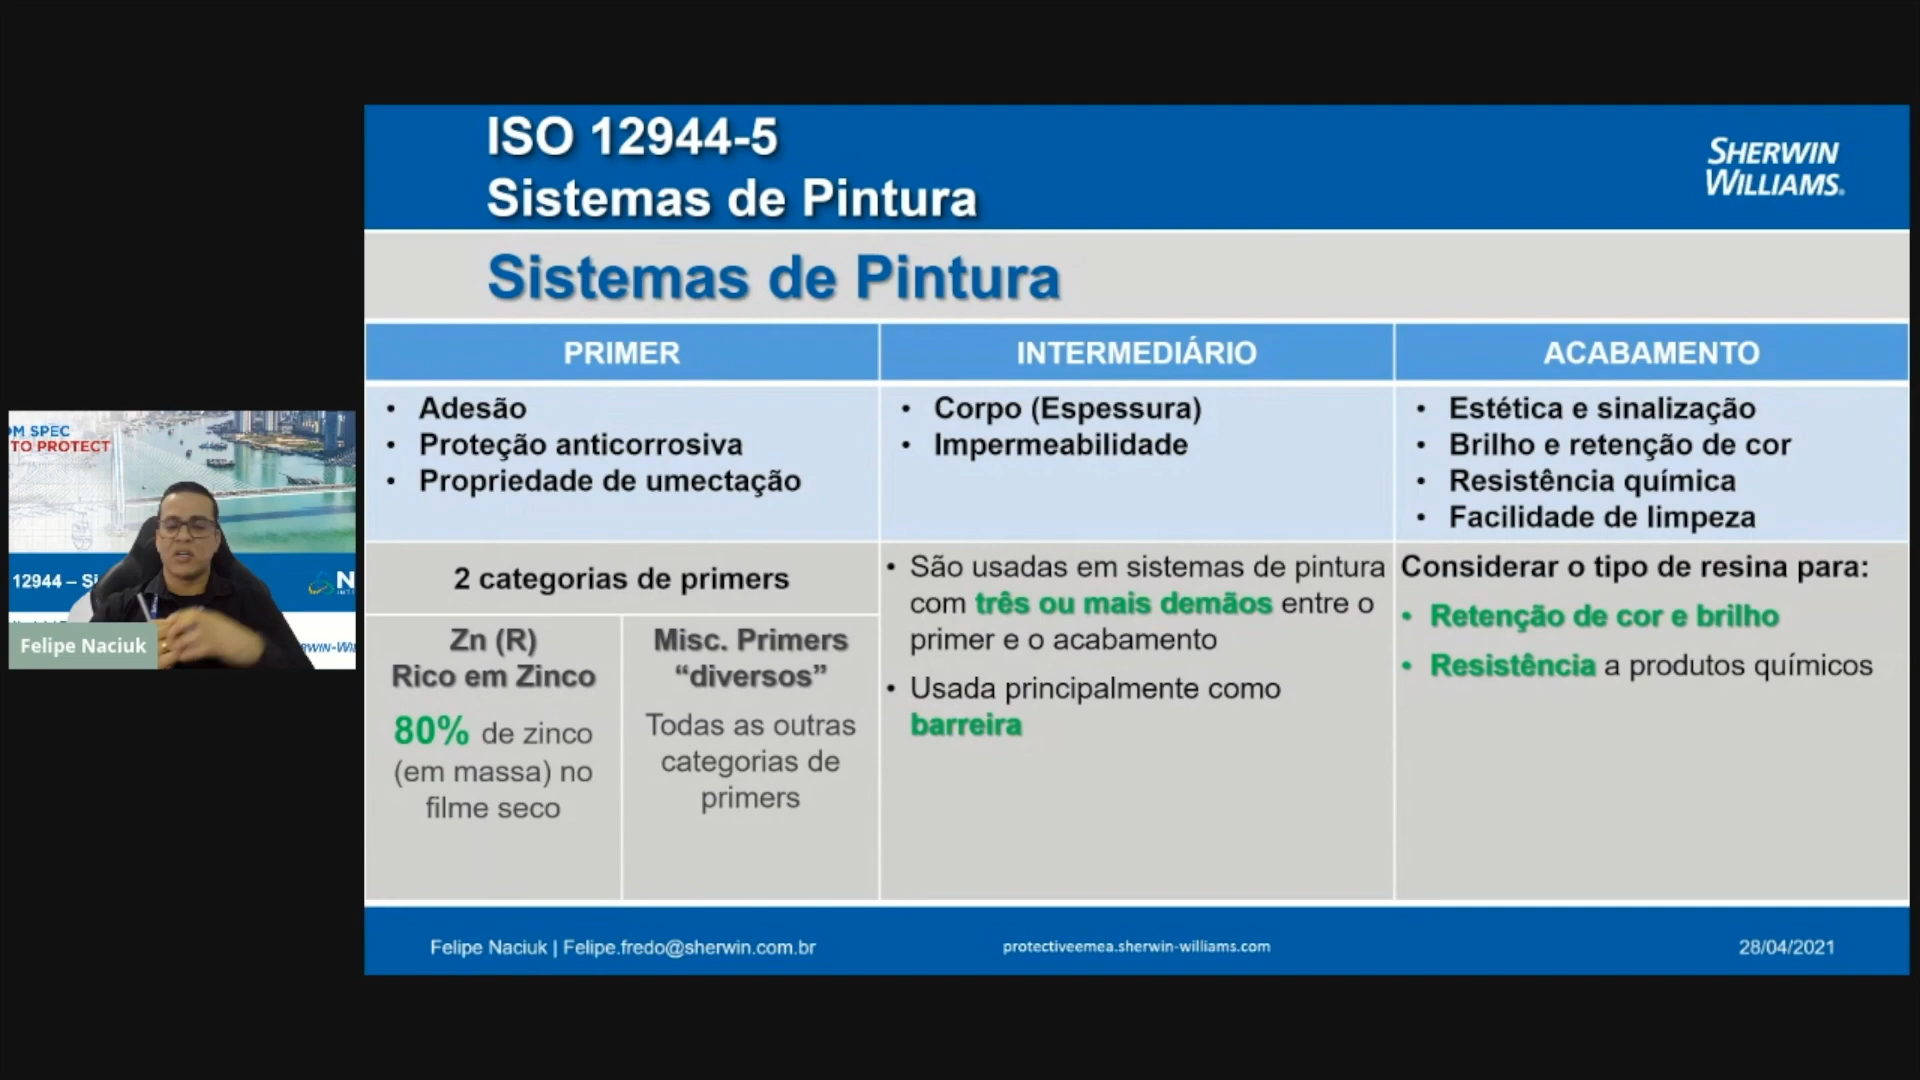 ISO 12944-5
Sistemas de Pintura
SHERWIN
WILLIAMS.
Sistemas de Pintura
PRIMER
INTERMEDIÁRIO
ACABAMENTO
• Adesão
• Proteção anticorrosiva
• Propriedade de umectação
• Corpo (Espessura)
• Impermeabilidade
• Estética e sinalização
• Brilho e retenção de cor
• Resistência química
• Facilidade de limpeza
2 categorias de primers
Zn (R)
Rico em Zinco
80% de zinco
(em massa) no
filme seco
Misc. Primers
“diversos”
Todas as outras
categorias de
primers
• São usadas em sistemas de pintura
com três ou mais demãos entre o
primer e o acabamento
• Usada principalmente como
barreira
Considerar o tipo de resina para:
• Retenção de cor e brilho
• Resistência a produtos químicos
TO PROTECT
SPEC
12944 –
Felipe Naciuk
Felipe Naciuk | Felipe.fredo@sherwin.com.br
protectiveemea.sherwin-williams.com
28/04/2021